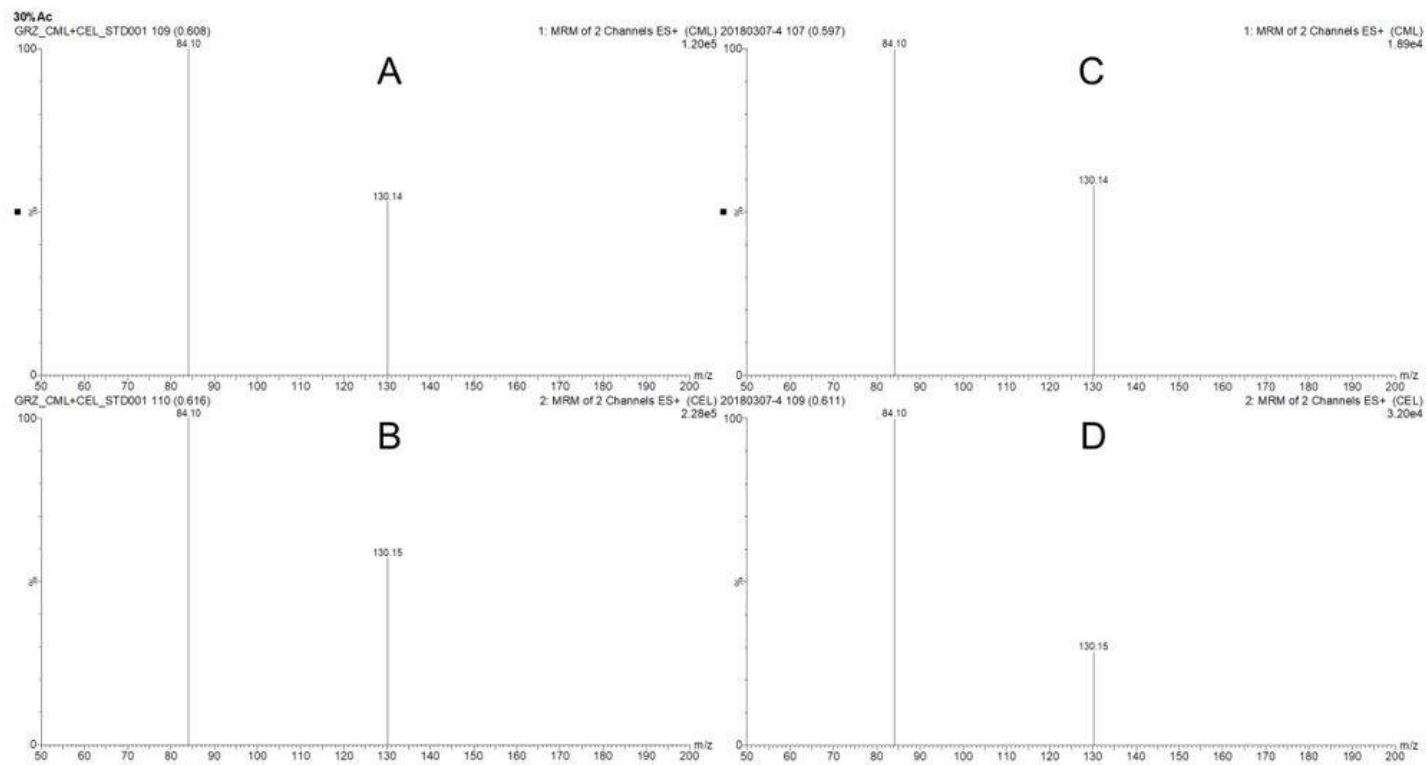 30%Ac
GRZ_CML+CEL_STD001 109 (0.608)
1: MRM of 2 Channels ES+ (CML)
1.20e5
84.10
100
A
130.14
%
0
50 60 70 80 90 100 110 120 130 140 150 160 170 180 190 200
m/z
20180307-4 107 (0.597)
1: MRM of 2 Channels ES+ (CML)
1.89e4
84.10
100
C
130.14
%
0
50 60 70 80 90 100 110 120 130 140 150 160 170 180 190 200
m/z
GRZ_CML+CEL_STD001 110 (0.616)
2: MRM of 2 Channels ES+ (CEL)
2.28e5
84.10
100
B
130.15
%
0
50 60 70 80 90 100 110 120 130 140 150 160 170 180 190 200
m/z
20180307-4 109 (0.611)
2: MRM of 2 Channels ES+ (CEL)
3.20e4
84.10
100
D
130.15
%
0
50 60 70 80 90 100 110 120 130 140 150 160 170 180 190 200
m/z